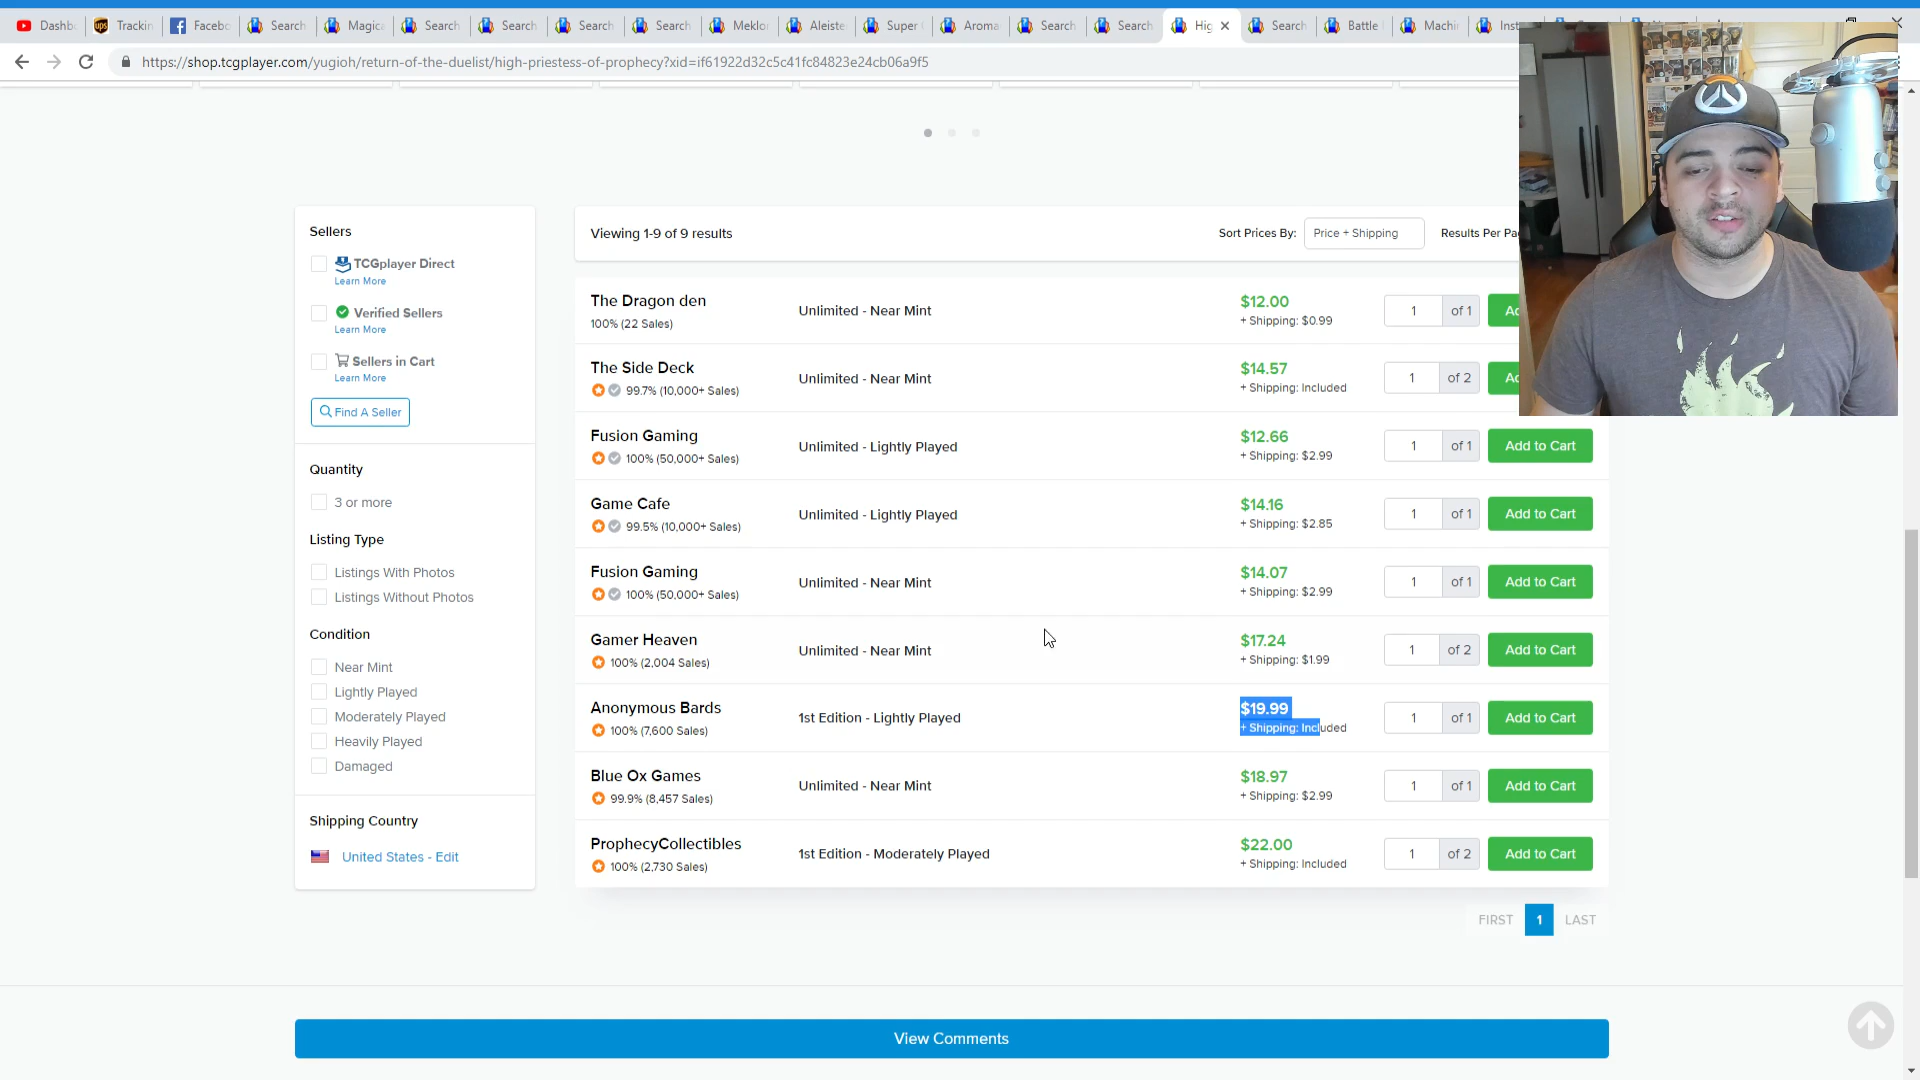 Dashb
Trackin
Facebo
Search
Magica
Search
Search
Search
Search
Meklor
Aleiste
Super
Aroma
Search
Search
Hig
Search
Battle
Machi
Inst
https://shop.tcgplayer.com/yugioh/return-of-the-duelist/high-priestess-of-prophecy?xid=if61922d32c5c41fc84823e24cb06a9f5
Sellers
TCGplayer Direct
Learn More
Verified Sellers
Learn More
Sellers in Cart
Learn More
Find A Seller
Quantity
3 or more
Listing Type
Listings With Photos
Listings Without Photos
Condition
Near Mint
Lightly Played
Moderately Played
Heavily Played
Damaged
Shipping Country
United States - Edit
Viewing 1-9 of 9 results
Sort Prices By: Price + Shipping
Results Per Pag
The Dragon den
100% (22 Sales)
Unlimited - Near Mint
$12.00
+ Shipping: $0.99
1 of 1
Ad
The Side Deck
99.7% (10,000+ Sales)
Unlimited - Near Mint
$14.57
+ Shipping: Included
1 of 2
Ad
Fusion Gaming
100% (50,000+ Sales)
Unlimited - Lightly Played
$12.66
+ Shipping: $2.99
1 of 1
Add to Cart
Game Cafe
99.5% (10,000+ Sales)
Unlimited - Lightly Played
$14.16
+ Shipping: $2.85
1 of 1
Add to Cart
Fusion Gaming
100% (50,000+ Sales)
Unlimited - Near Mint
$14.07
+ Shipping: $2.99
1 of 1
Add to Cart
Gamer Heaven
100% (2,004 Sales)
Unlimited - Near Mint
$17.24
+ Shipping: $1.99
1 of 2
Add to Cart
Anonymous Bards
100% (7,600 Sales)
1st Edition - Lightly Played
$19.99
+ Shipping: Included
1 of 1
Add to Cart
Blue Ox Games
99.9% (8,457 Sales)
Unlimited - Near Mint
$18.97
+ Shipping: $2.99
1 of 1
Add to Cart
ProphecyCollectibles
100% (2,730 Sales)
1st Edition - Moderately Played
$22.00
+ Shipping: Included
1 of 2
Add to Cart
FIRST 1 LAST
View Comments